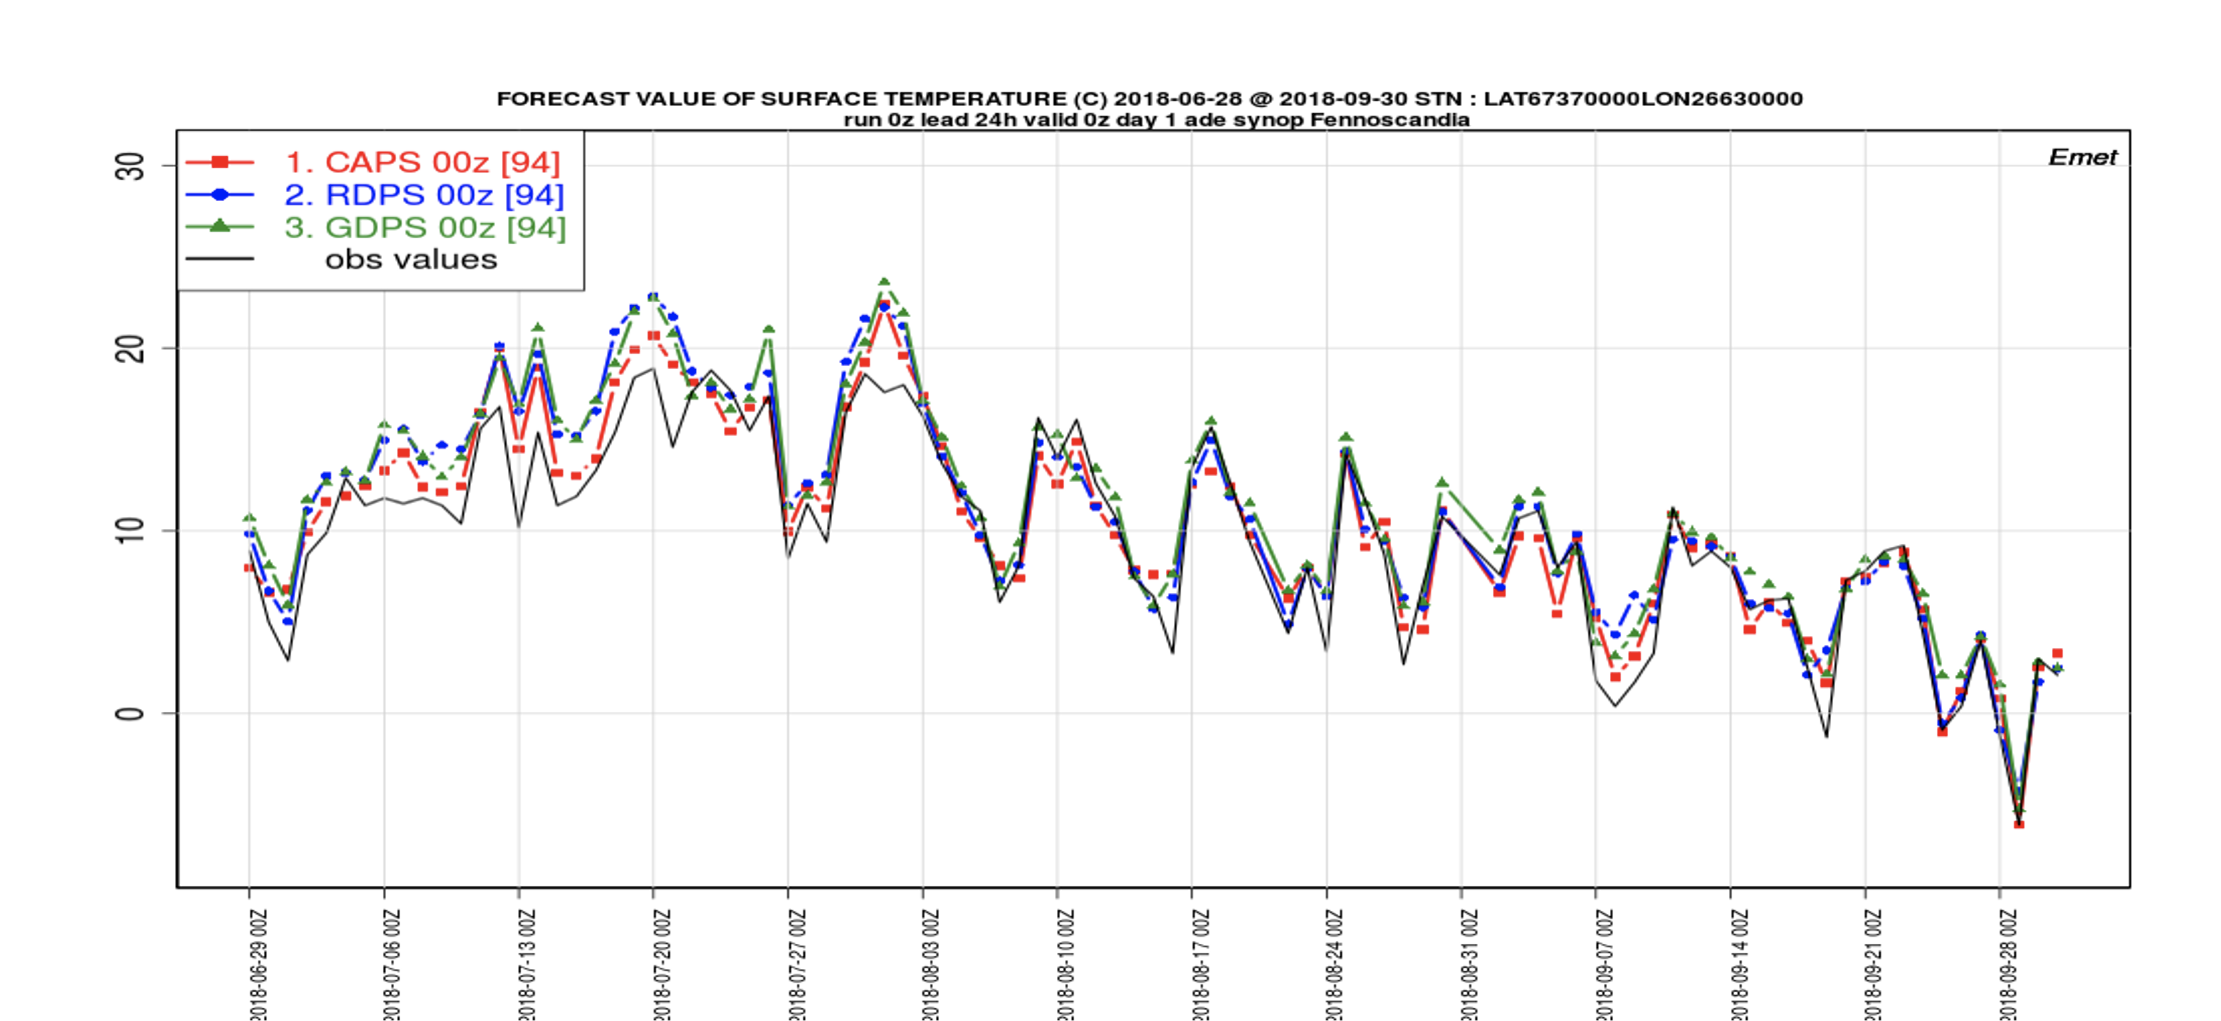 FORECAST VALUE OF SURFACE TEMPERATURE (C) 2018-06-28 @ 2018-09-30 STN : LAT67370000LON26630000
run 0z lead 24h valid 0z day 1 ade synop Fennoscandia
Emet
1. CAPS 00z [94]
2. RDPS 00z [94]
3. GDPS 00z [94]
obs values
30
20
10
0
2018-06-29 00Z
2018-07-06 00Z
2018-07-13 00Z
2018-07-20 00Z
2018-07-27 00Z
2018-08-03 00Z
2018-08-10 00Z
2018-08-17 00Z
2018-08-24 00Z
2018-08-31 00Z
2018-09-07 00Z
2018-09-14 00Z
2018-09-21 00Z
2018-09-28 00Z